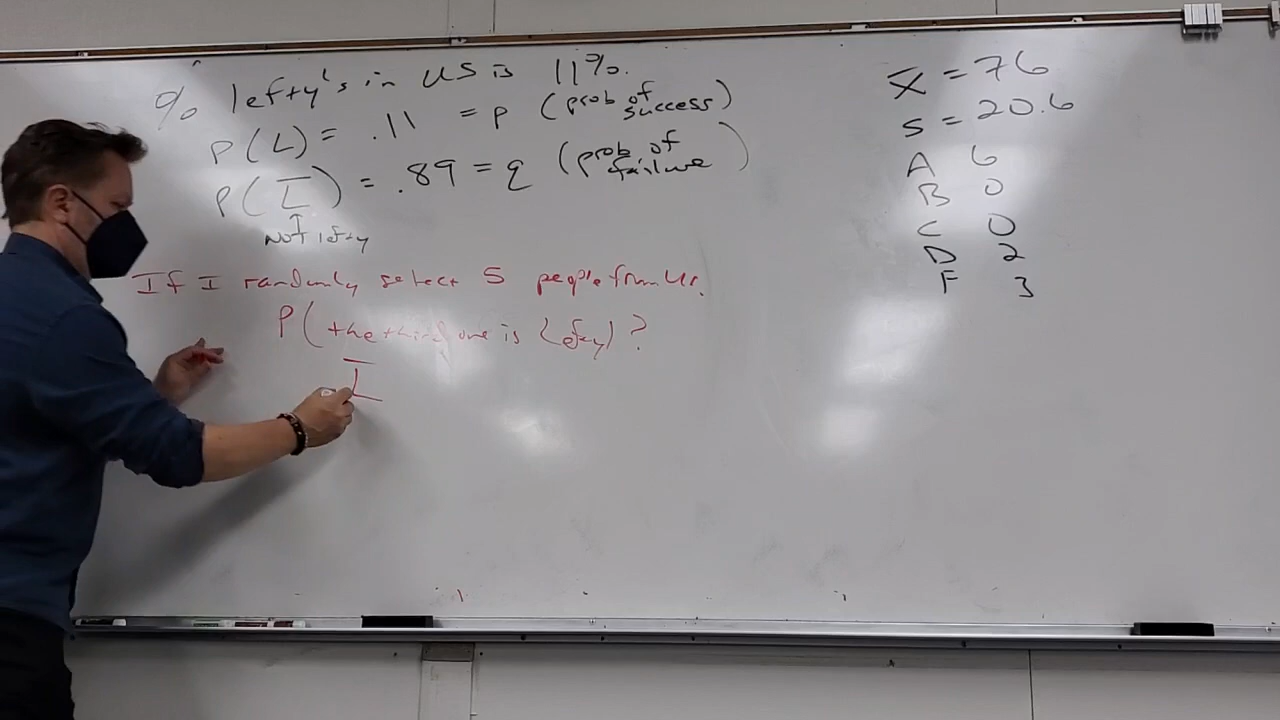 % lefty's in US is 11%.
P(L) = .11 = p (prob of success)
P(L̅) = .89 = q (prob of failure)
Not lefty
If I randomly select 5 people from US.
P(the third one is Lefty)?
L̅
x̅ = 76
s = 20.6
A 6
B 0
C 0
D 2
F 3